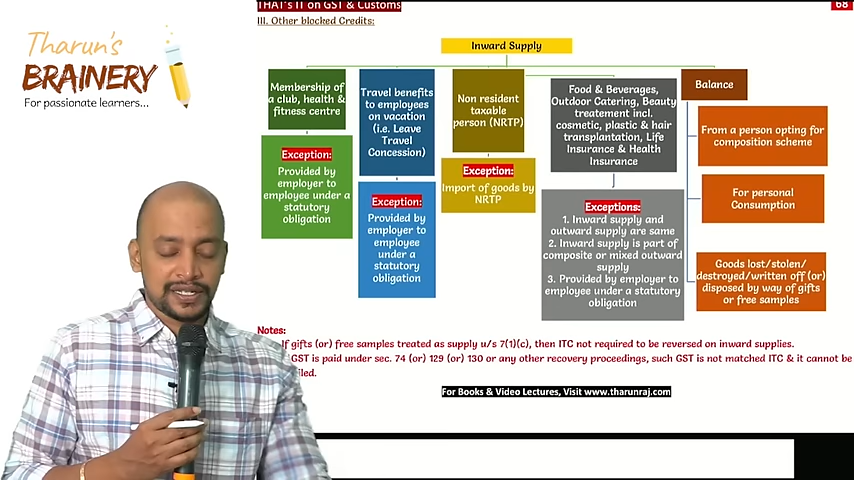 THAT's IT on GST & Customs
68
III. Other blocked Credits:
Tharun's
BRAINERY
For passionate learners...
Inward Supply
Membership of
a club, health &
fitness centre
Exception:
Provided by
employer to
employee under a
statutory
obligation
Travel benefits
to employees
on vacation
(i.e. Leave
Travel
Concession)
Exception:
Provided by
employer to
employee
under a
statutory
obligation
Non resident
taxable
person (NRTP)
Exception:
Import of goods by
NRTP
Food & Beverages,
Outdoor Catering, Beauty
treatement incl.
cosmetic, plastic & hair
transplantation, Life
Insurance & Health
Insurance
Exceptions:
1. Inward supply and
outward supply are same
2. Inward supply is part of
composite or mixed outward
supply
3. Provided by employer to
employee under a statutory
obligation
Balance
From a person opting for
composition scheme
For personal
Consumption
Goods lost/stolen/
destroyed/written off (or)
disposed by way of gifts
or free samples
Notes:
If gifts (or) free samples treated as supply u/s 7(1)(c), then ITC not required to be reversed on inward supplies.
GST is paid under sec. 74 (or) 129 (or) 130 or any other recovery proceedings, such GST is not matched ITC & it cannot be
For Books & Video Lectures, Visit www.tharunraj.com